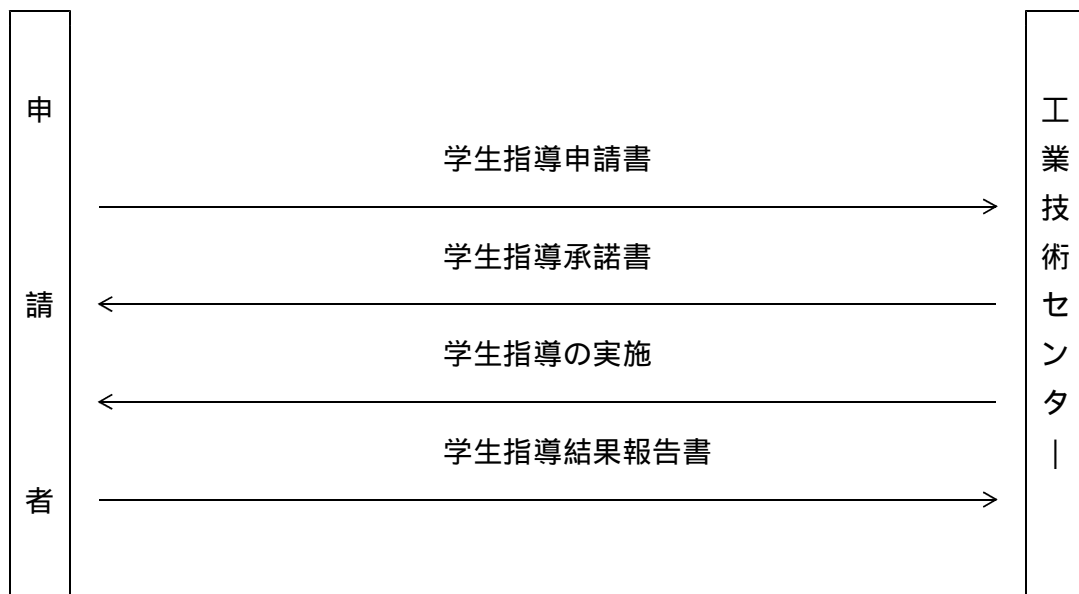 申請者
学生指導申請書
学生指導承諾書
学生指導の実施
学生指導結果報告書
工業技術センター